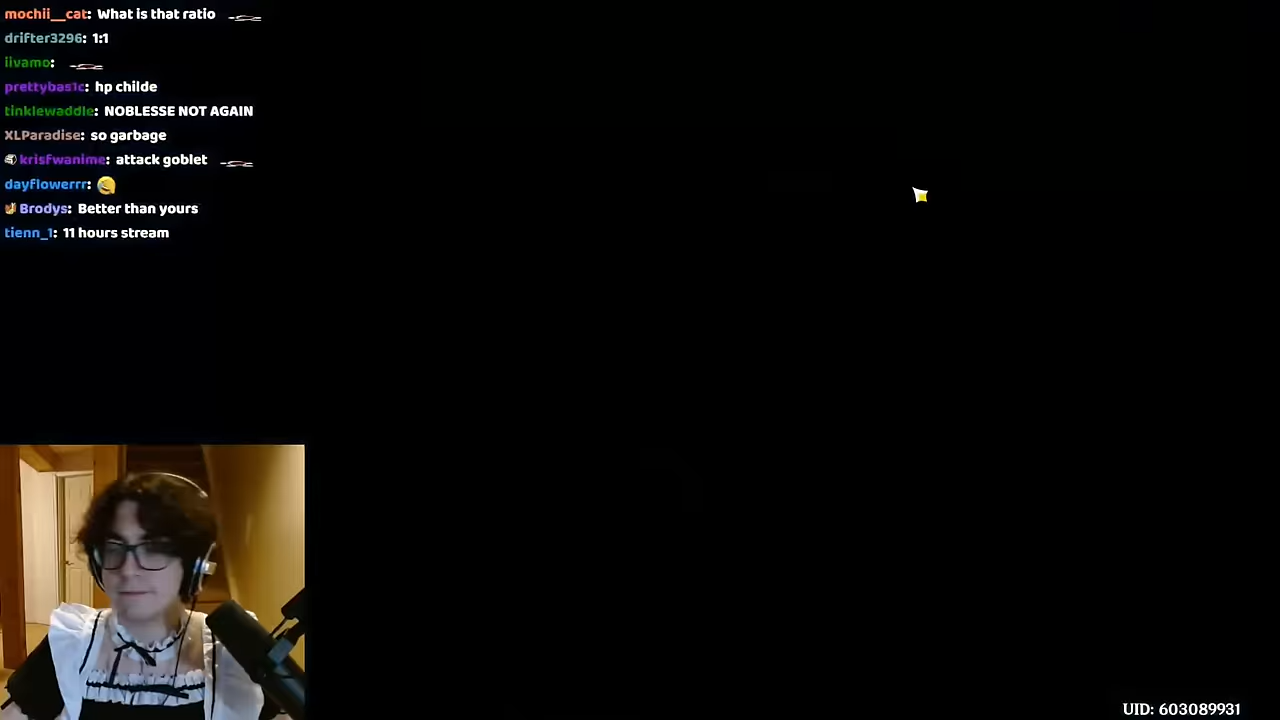 mochii__cat: What is that ratio
drifter3296: 1:1
iivamo:
prettybas1c: hp childe
tinklewaddle: NOBLESSE NOT AGAIN
XLParadise: so garbage
krisfwanime: attack goblet
dayflowerrr:
Brodys: Better than yours
tienn_1: 11 hours stream
UID: 603089931